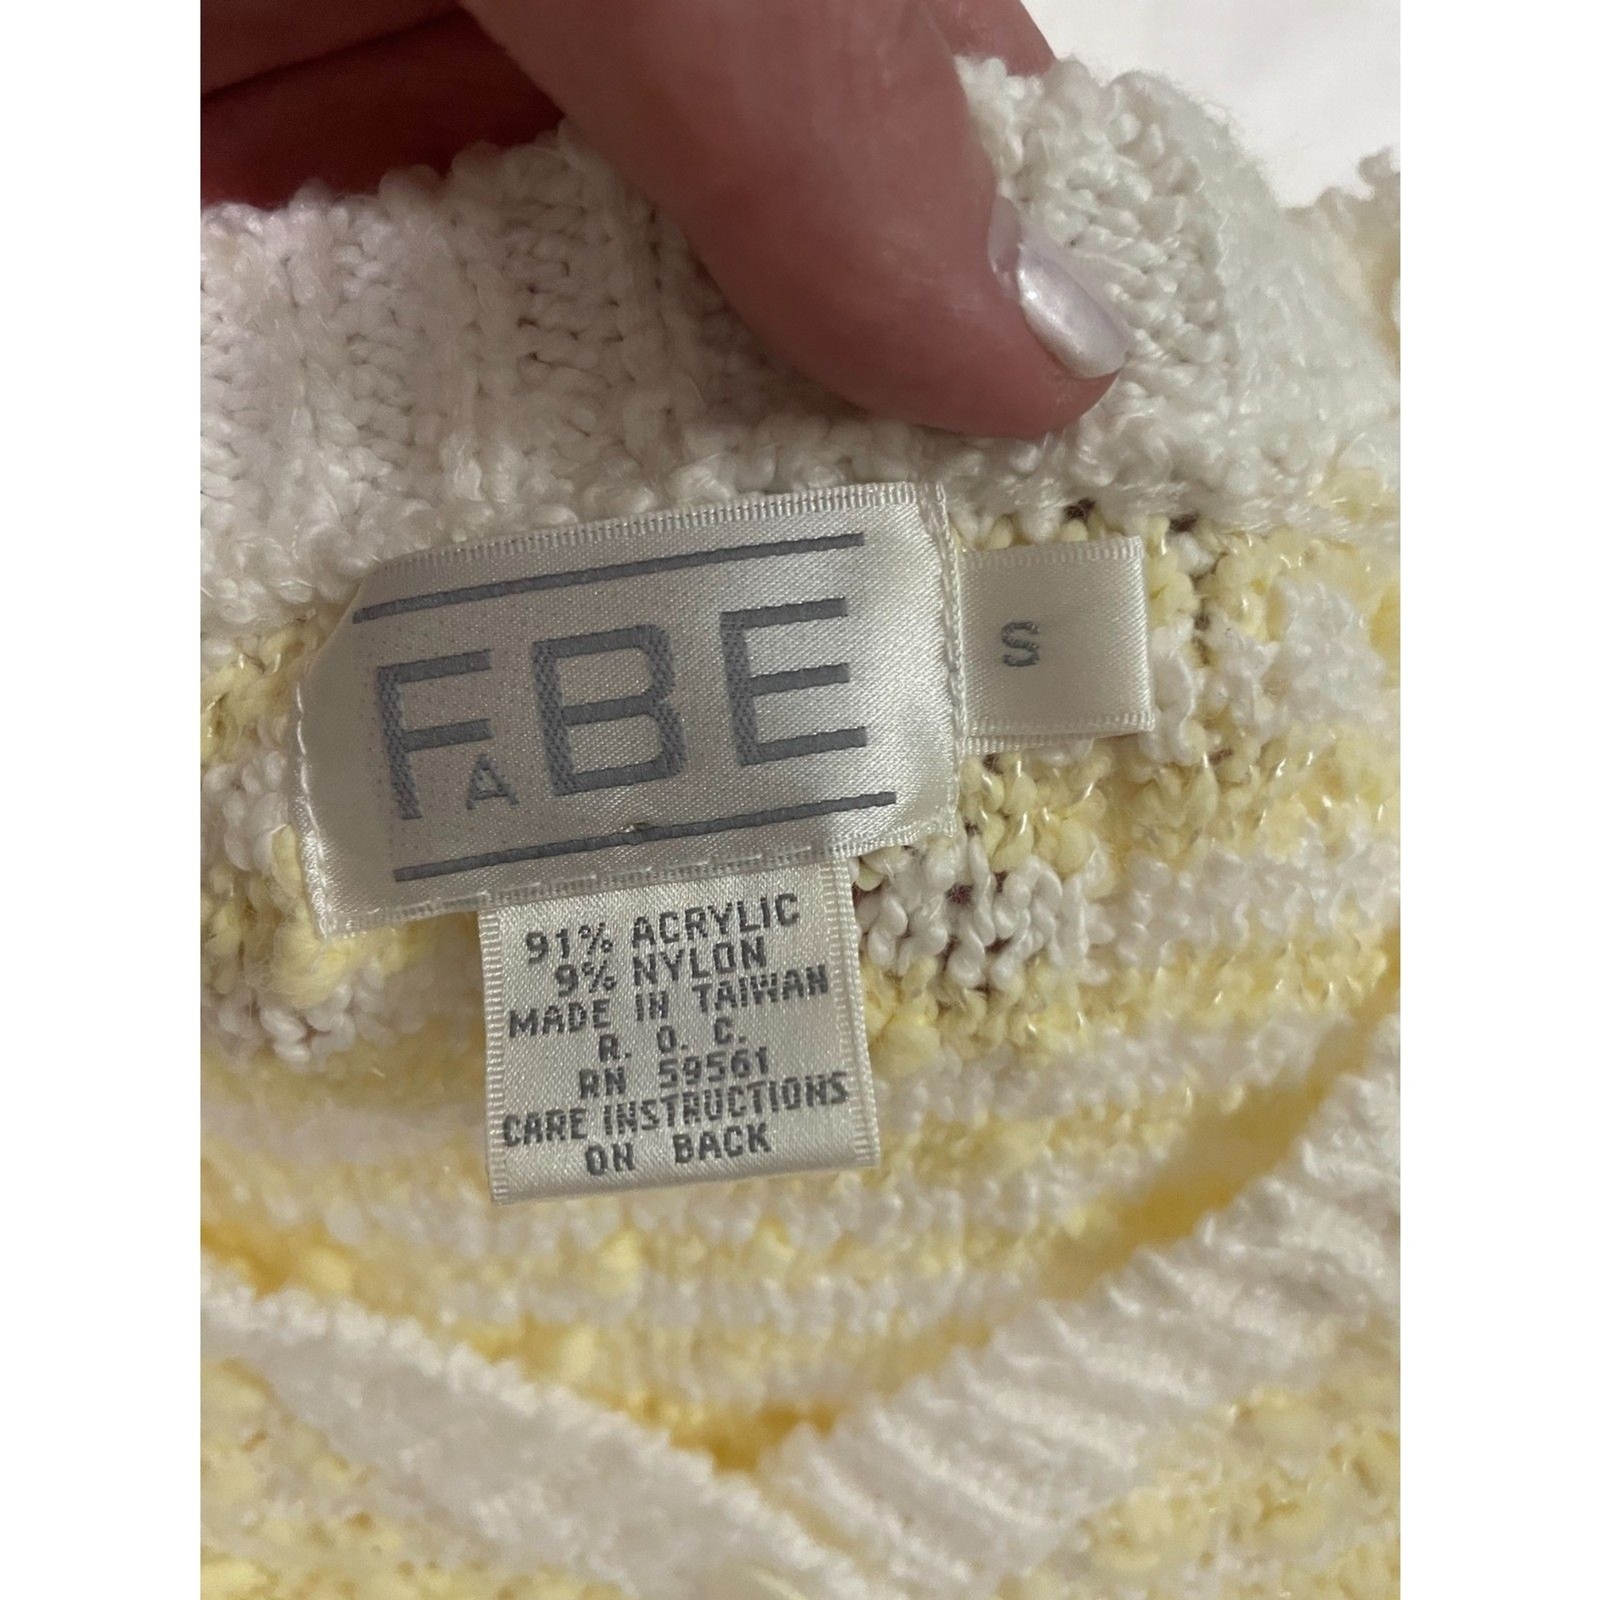 FABE
S
91% ACRYLIC
9% NYLON
MADE IN TAIWAN
R. O. C.
RN 59561
CARE INSTRUCTIONS
ON BACK